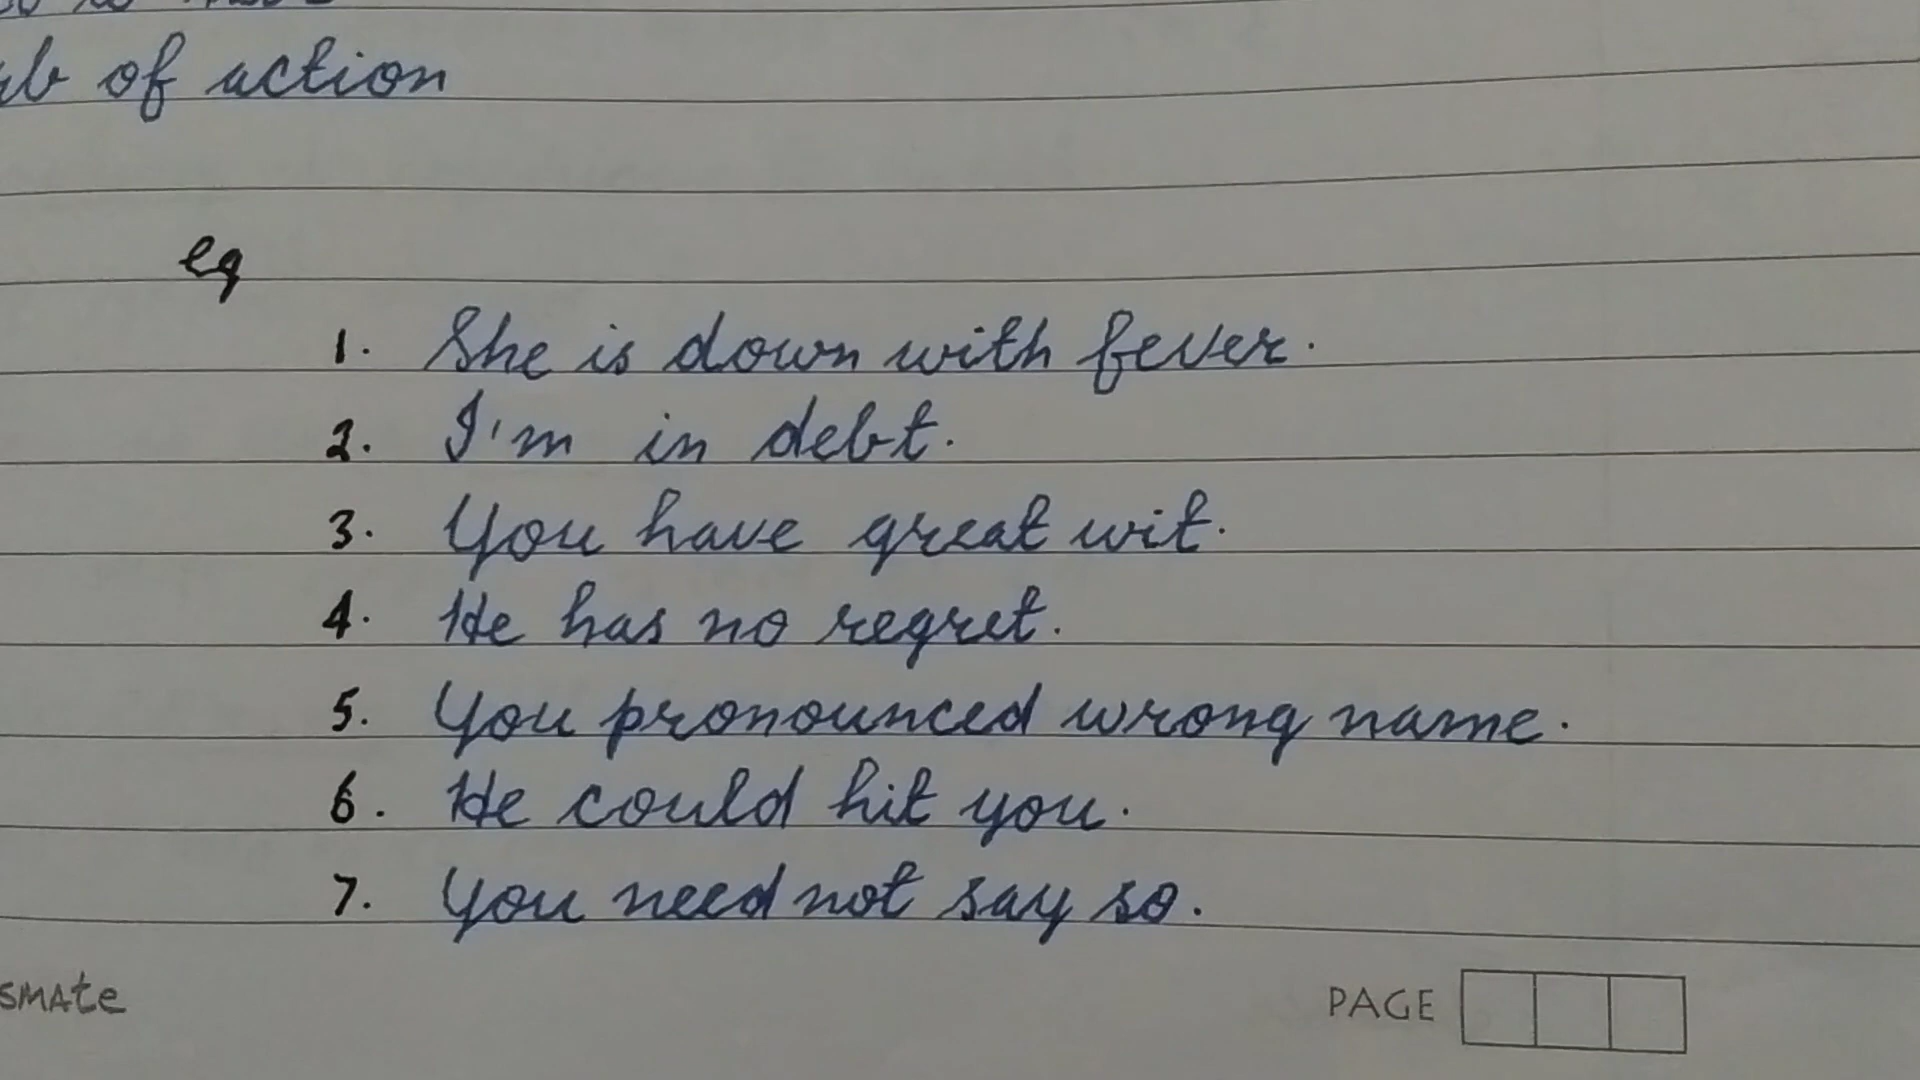 of action
eg
1. She is down with fever.
2. I'm in debt.
3. You have great wit.
4. He has no regret.
5. You pronounced wrong name.
6. He could hit you.
7. You need not say so.
PAGE